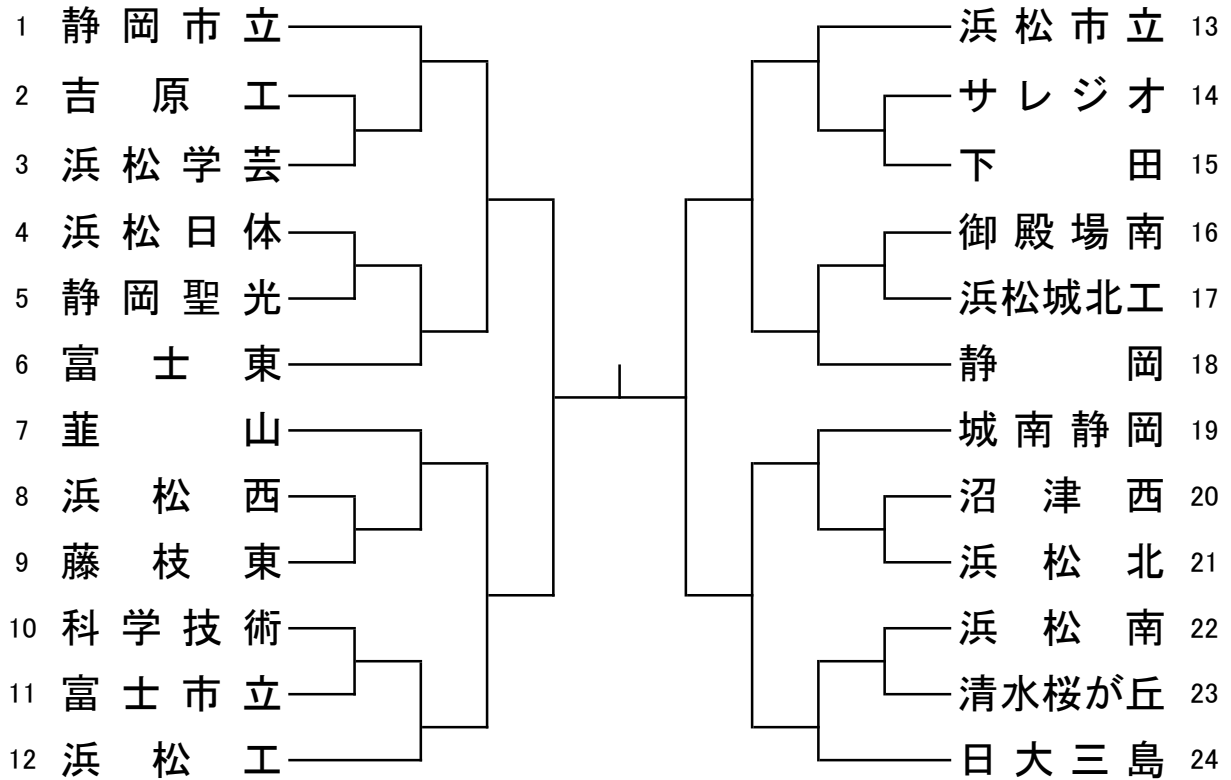 1 静岡市立
2 吉原工
3 浜松学芸
4 浜松日体
5 静岡聖光
6 富士東
7 韮山
8 浜松西
9 藤枝東
10 科学技術
11 富士市立
12 浜松工
浜松市立 13
サレジオ 14
下田 15
御殿場南 16
浜松城北工 17
静岡 18
城南静岡 19
沼津西 20
浜松北 21
浜松南 22
清水桜が丘 23
日大三島 24